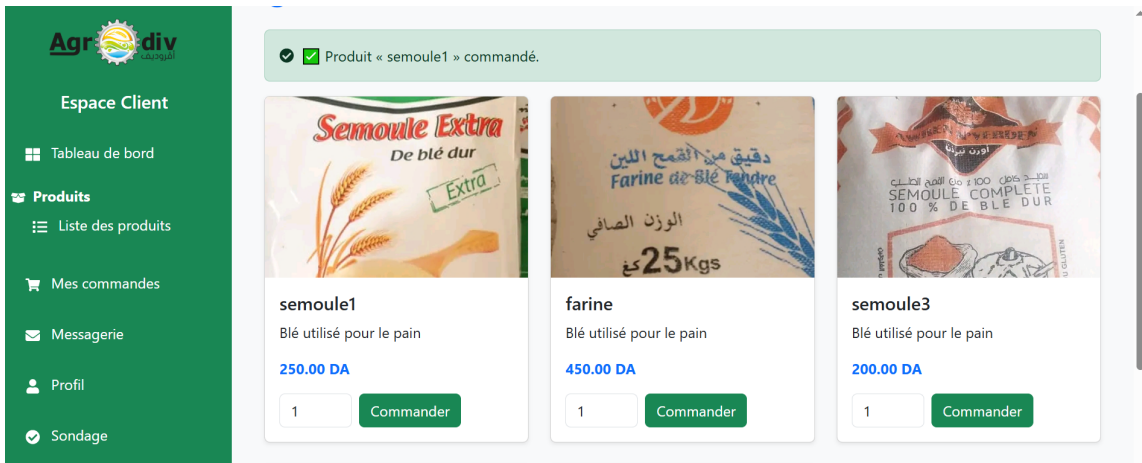 Agr div
أقروديف
Espace Client
Tableau de bord
Produits
Liste des produits
Mes commandes
Messagerie
Profil
Sondage
Produit « semoule1 » commandé.
Semoule Extra
De blé dur
Extra
دقيق من القمح اللين
Farine de Blé Tendre
الوزن الصافي
25Kgs كغ
SEMOULE COMPLETE
100 % DE BLE DUR
GLUTEN
semoule1
Blé utilisé pour le pain
250.00 DA
1
Commander
farine
Blé utilisé pour le pain
450.00 DA
1
Commander
semoule3
Blé utilisé pour le pain
200.00 DA
1
Commander